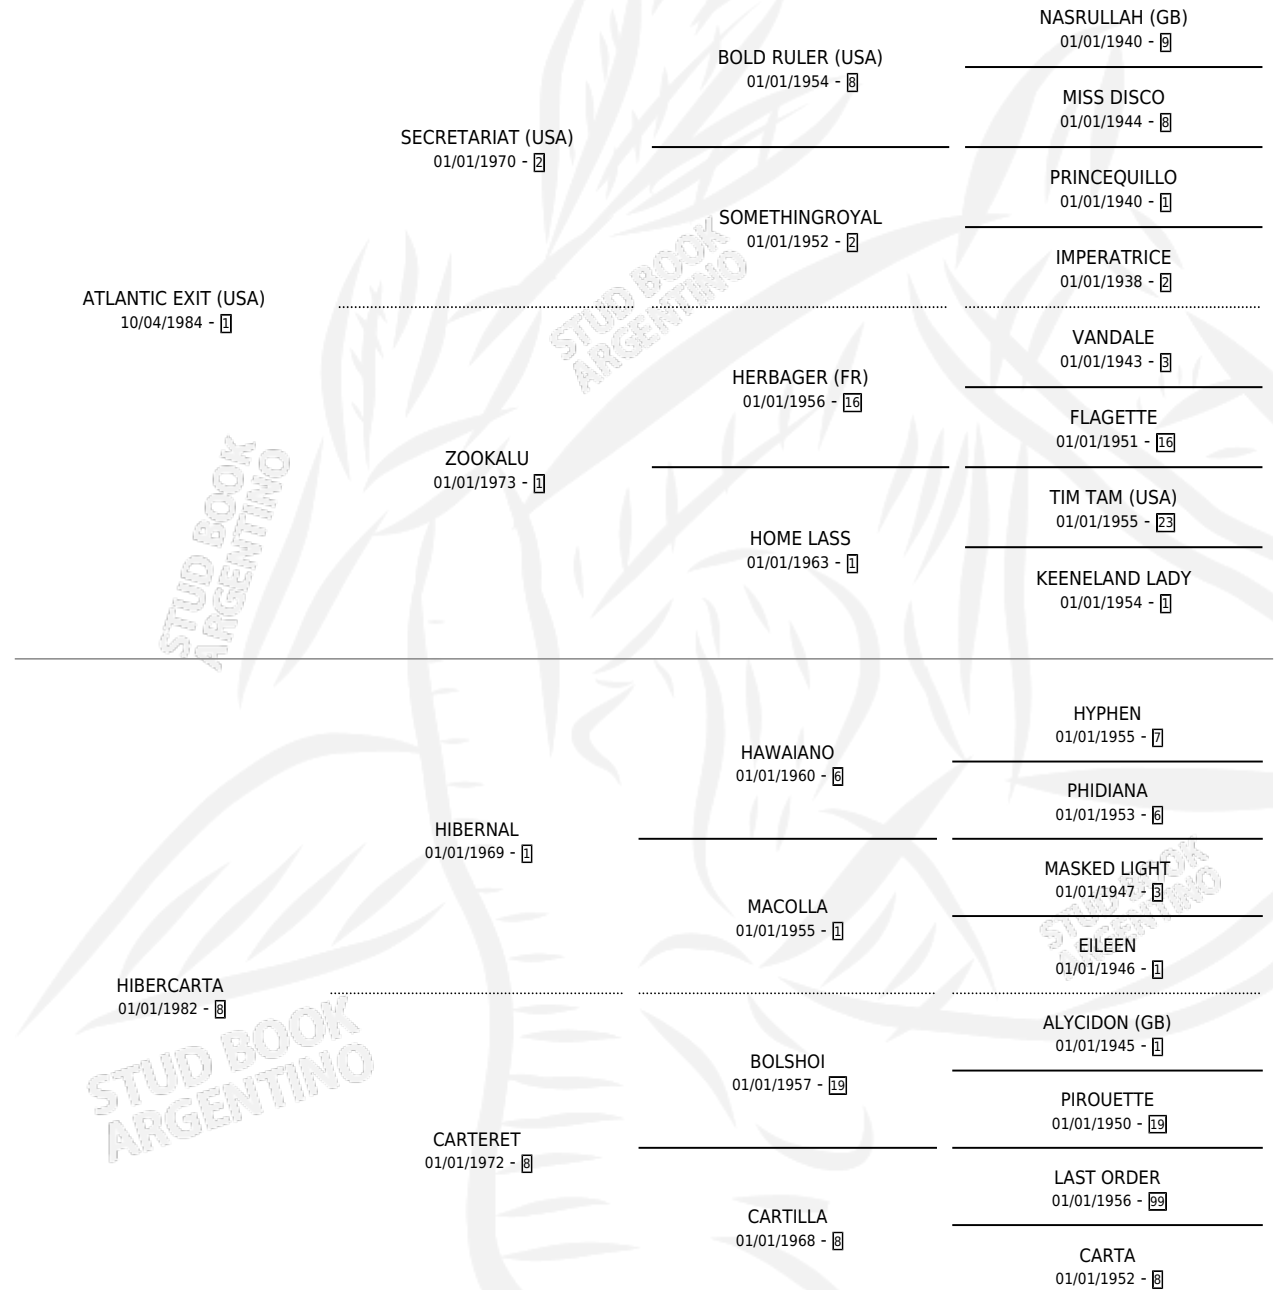 NASRULLAH (GB)
01/01/1940 - 9
BOLD RULER (USA)
01/01/1954 - 8
MISS DISCO
01/01/1944 - 8
SECRETARIAT (USA)
01/01/1970 - 2
PRINCEQUILLO
01/01/1940 - 1
SOMETHINGROYAL
01/01/1952 - 2
IMPERATRICE
01/01/1938 - 2
ATLANTIC EXIT (USA)
10/04/1984 - 1
VANDALE
01/01/1943 - 3
HERBAGER (FR)
01/01/1956 - 16
FLAGETTE
01/01/1951 - 16
ZOOKALU
01/01/1973 - 1
TIM TAM (USA)
01/01/1955 - 23
HOME LASS
01/01/1963 - 1
KEENELAND LADY
01/01/1954 - 1
HYPHEN
01/01/1955 - 7
HAWAIANO
01/01/1960 - 6
PHIDIANA
01/01/1953 - 6
HIBERNAL
01/01/1969 - 1
MASKED LIGHT
01/01/1947 - 3
MACOLLA
01/01/1955 - 1
EILEEN
01/01/1946 - 1
HIBERCARTA
01/01/1982 - 8
ALYCIDON (GB)
01/01/1945 - 1
BOLSHOI
01/01/1957 - 19
PIROUETTE
01/01/1950 - 19
CARTERET
01/01/1972 - 8
LAST ORDER
01/01/1956 - 99
CARTILLA
01/01/1968 - 8
CARTA
01/01/1952 - 8
STUD BOOK
ARGENTINO
STUD BOOK
ARGENTINO
STUD BOOK
ARGENTINO
STUD BOOK
ARGENTINO